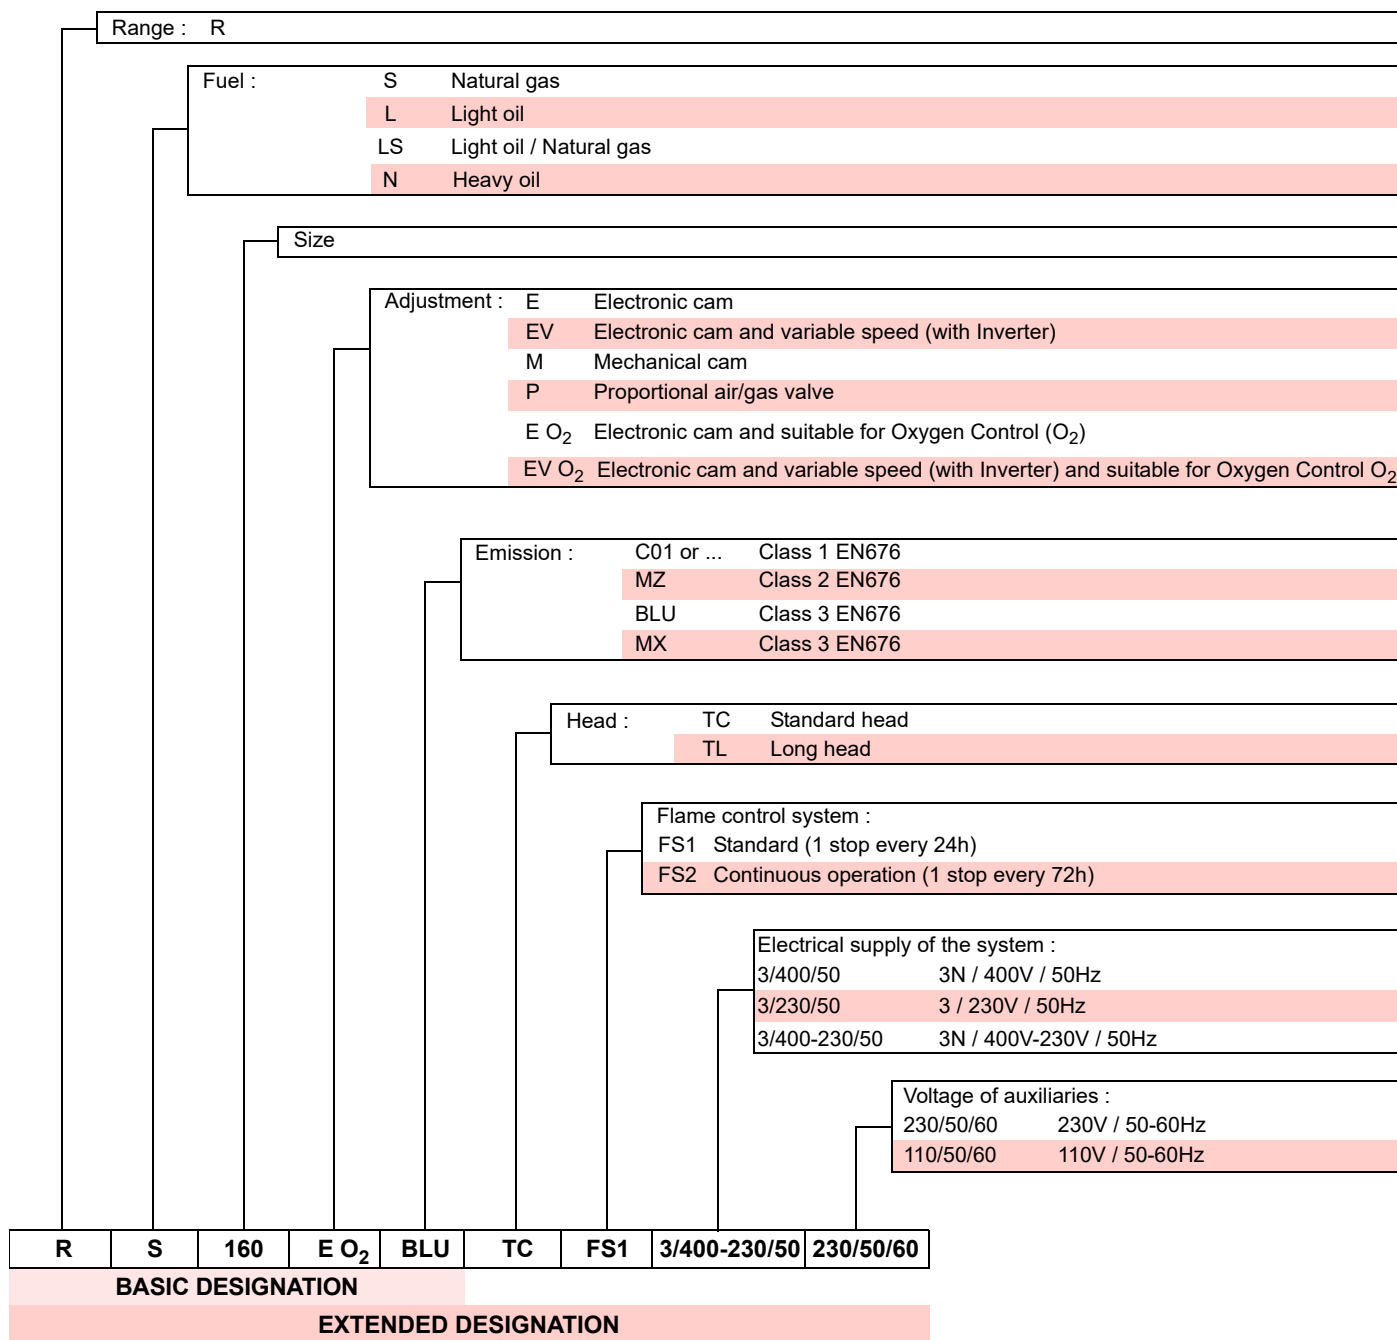 Range : R
Fuel : S Natural gas
L Light oil
LS Light oil / Natural gas
N Heavy oil
Size
Adjustment : E Electronic cam
EV Electronic cam and variable speed (with Inverter)
M Mechanical cam
P Proportional air/gas valve
E O2 Electronic cam and suitable for Oxygen Control (O2)
EV O2 Electronic cam and variable speed (with Inverter) and suitable for Oxygen Control O2
Emission : C01 or ... Class 1 EN676
MZ Class 2 EN676
BLU Class 3 EN676
MX Class 3 EN676
Head : TC Standard head
TL Long head
Flame control system :
FS1 Standard (1 stop every 24h)
FS2 Continuous operation (1 stop every 72h)
Electrical supply of the system :
3/400/50 3N / 400V / 50Hz
3/230/50 3 / 230V / 50Hz
3/400-230/50 3N / 400V-230V / 50Hz
Voltage of auxiliaries :
230/50/60 230V / 50-60Hz
110/50/60 110V / 50-60Hz
R S 160 E O2 BLU TC FS1 3/400-230/50 230/50/60
BASIC DESIGNATION
EXTENDED DESIGNATION